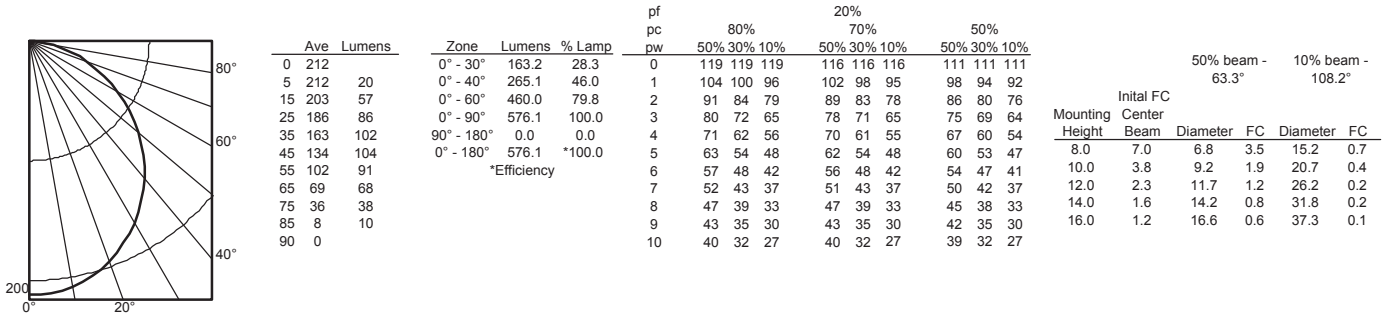 80°
60°
40°
200
0°
20°
Ave Lumens
0 212
5 212 20
15 203 57
25 186 86
35 163 102
45 134 104
55 102 91
65 69 68
75 36 38
85 8 10
90 0
Zone Lumens % Lamp
0° - 30° 163.2 28.3
0° - 40° 265.1 46.0
0° - 60° 460.0 79.8
0° - 90° 576.1 100.0
90° - 180° 0.0 0.0
0° - 180° 576.1 *100.0
*Efficiency
pf 20%
pc 80% 70% 50%
pw 50% 30% 10% 50% 30% 10% 50% 30% 10%
0 119 119 119 116 116 116 111 111 111
1 104 100 96 102 98 95 98 94 92
2 91 84 79 89 83 78 86 80 76
3 80 72 65 78 71 65 75 69 64
4 71 62 56 70 61 55 67 60 54
5 63 54 48 62 54 48 60 53 47
6 57 48 42 56 48 42 54 47 41
7 52 43 37 51 43 37 50 42 37
8 47 39 33 47 39 33 45 38 33
9 43 35 30 43 35 30 42 35 30
10 40 32 27 40 32 27 39 32 27
50% beam - 10% beam -
63.3° 108.2°
Inital FC
Mounting Center
Height Beam Diameter FC Diameter FC
8.0 7.0 6.8 3.5 15.2 0.7
10.0 3.8 9.2 1.9 20.7 0.4
12.0 2.3 11.7 1.2 26.2 0.2
14.0 1.6 14.2 0.8 31.8 0.2
16.0 1.2 16.6 0.6 37.3 0.1